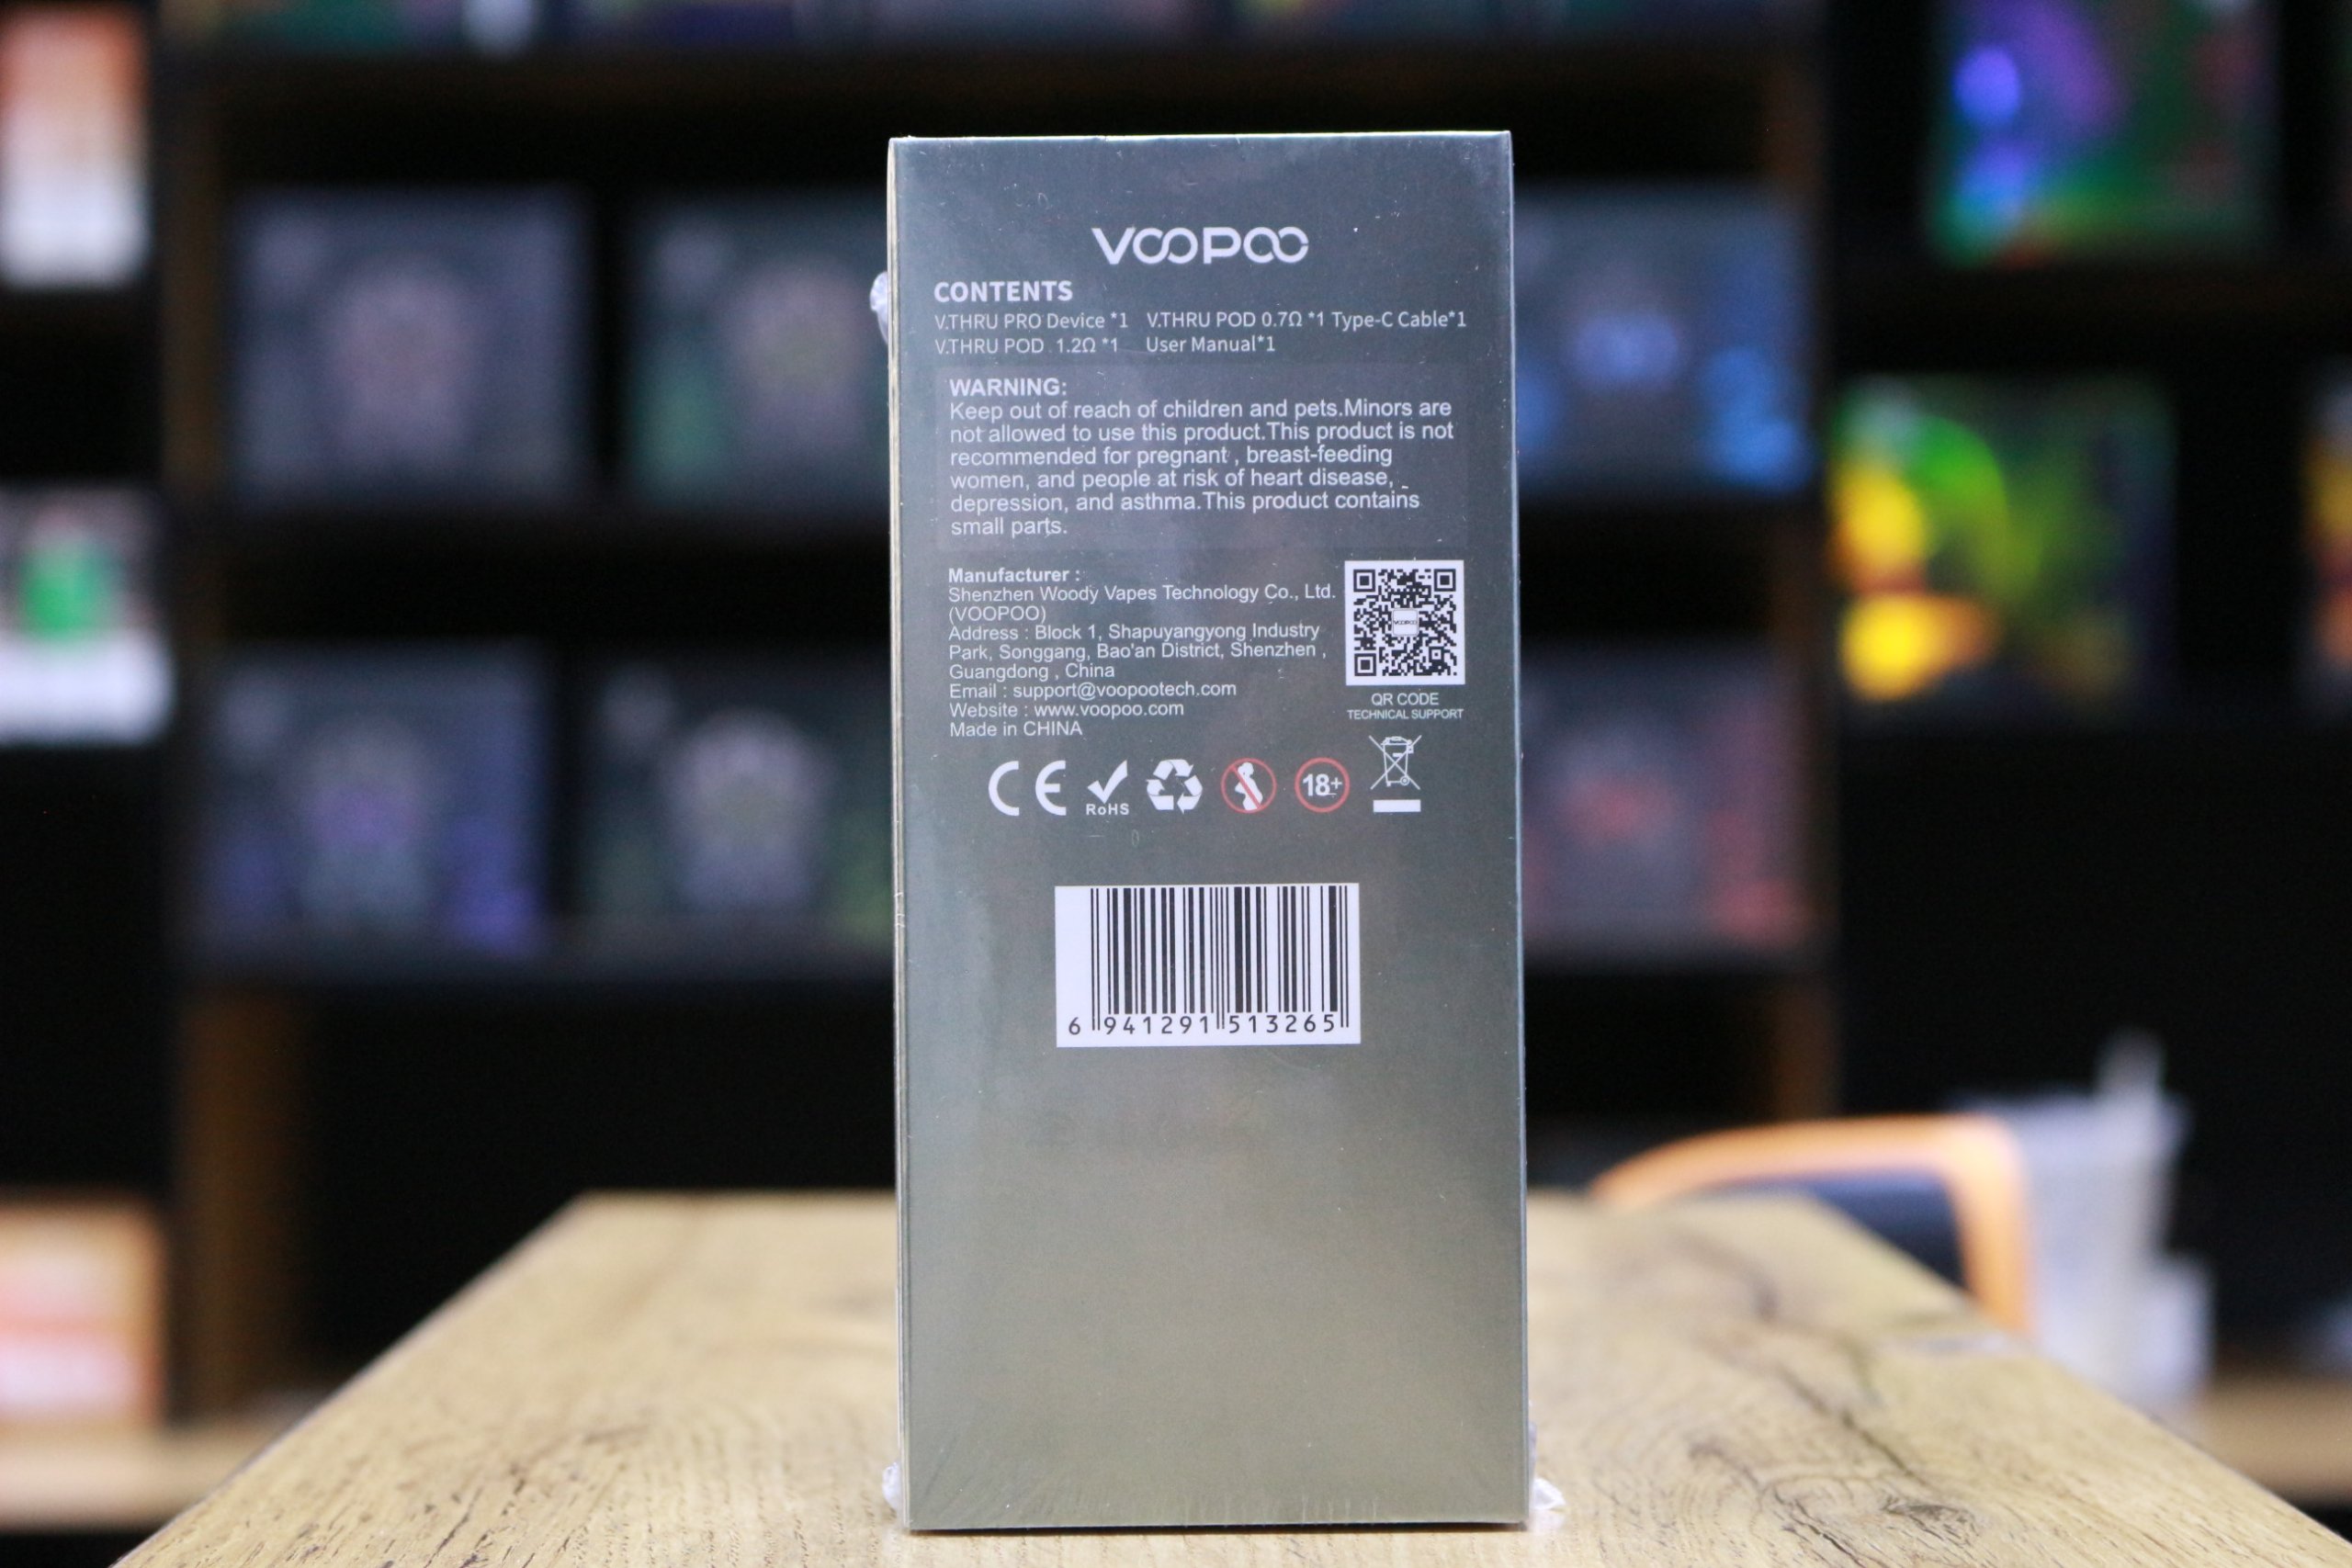 VOOPOO
CONTENTS
V.THRU PRO Device *1 V.THRU POD 0.7Ω *1 Type-C Cable*1
V.THRU POD 1.2Ω *1 User Manual*1
WARNING:
Keep out of reach of children and pets.Minors are
not allowed to use this product.This product is not
recommended for pregnant , breast-feeding
women, and people at risk of heart disease,
depression, and asthma.This product contains
small parts.
Manufacturer :
Shenzhen Woody Vapes Technology Co., Ltd.
(VOOPOO)
Address : Block 1, Shapuyangyong Industry
Park, Songgang, Bao'an District, Shenzhen ,
Guangdong , China
Email : support@voopootech.com
Website : www.voopoo.com
Made in CHINA
VOOPOO
QR CODE
TECHNICAL SUPPORT
CE
RoHS
18+
6 941291 513265